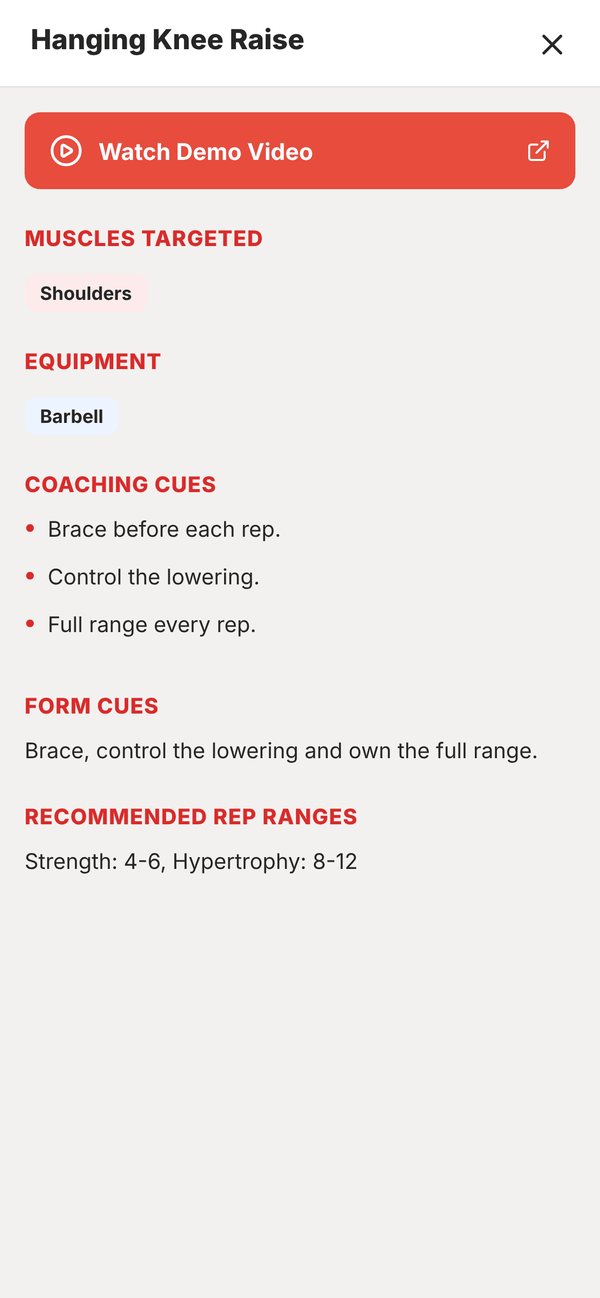 Hanging Knee Raise
Watch Demo Video
MUSCLES TARGETED
Shoulders
EQUIPMENT
Barbell
COACHING CUES
• Brace before each rep.
• Control the lowering.
• Full range every rep.
FORM CUES
Brace, control the lowering and own the full range.
RECOMMENDED REP RANGES
Strength: 4-6, Hypertrophy: 8-12